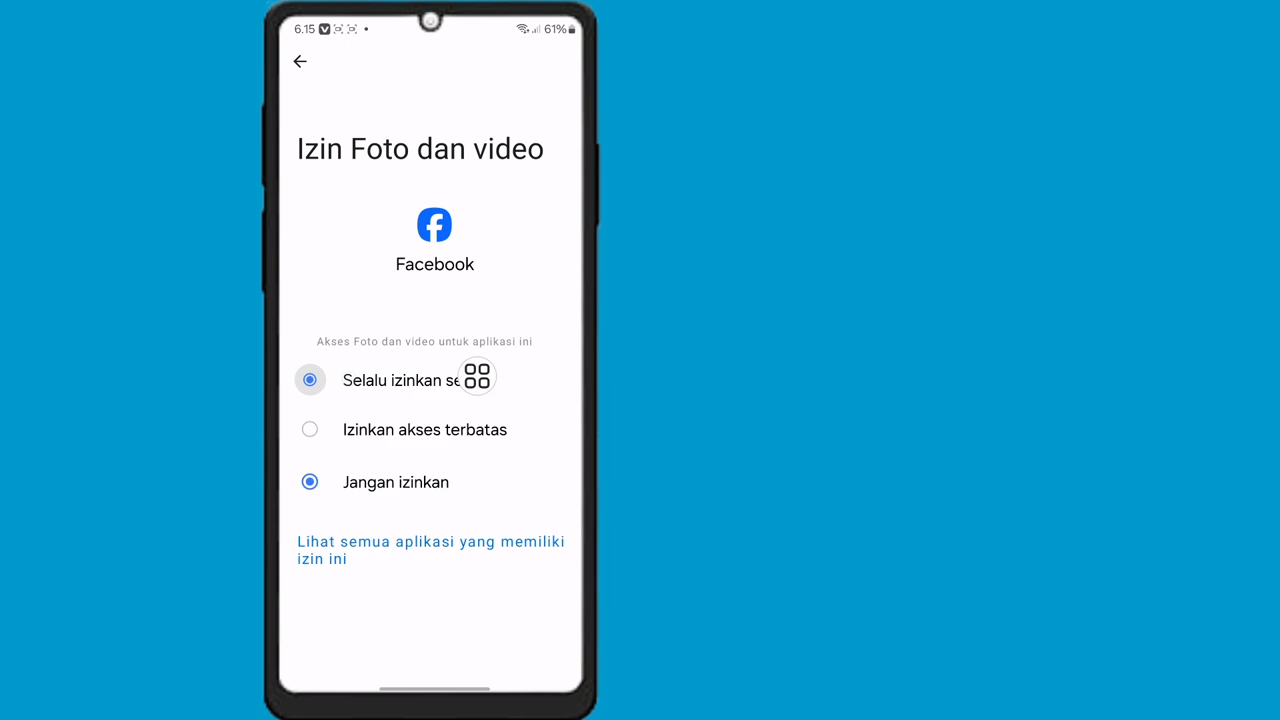 6.15
61%
Izin Foto dan video
Facebook
Akses Foto dan video untuk aplikasi ini
Selalu izinkan
Izinkan akses terbatas
Jangan izinkan
Lihat semua aplikasi yang memiliki
izin ini